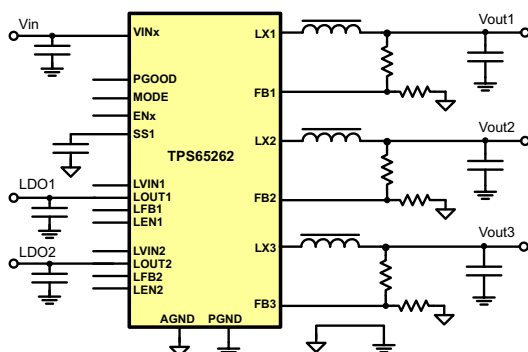 Vin
VINx
PGOOD
MODE
ENx
SS1
TPS65262
LDO1
LVIN1
LOUT1
LFB1
LEN1
LDO2
LVIN2
LOUT2
LFB2
LEN2
AGND PGND
LX1
Vout1
FB1
LX2
Vout2
FB2
LX3
Vout3
FB3